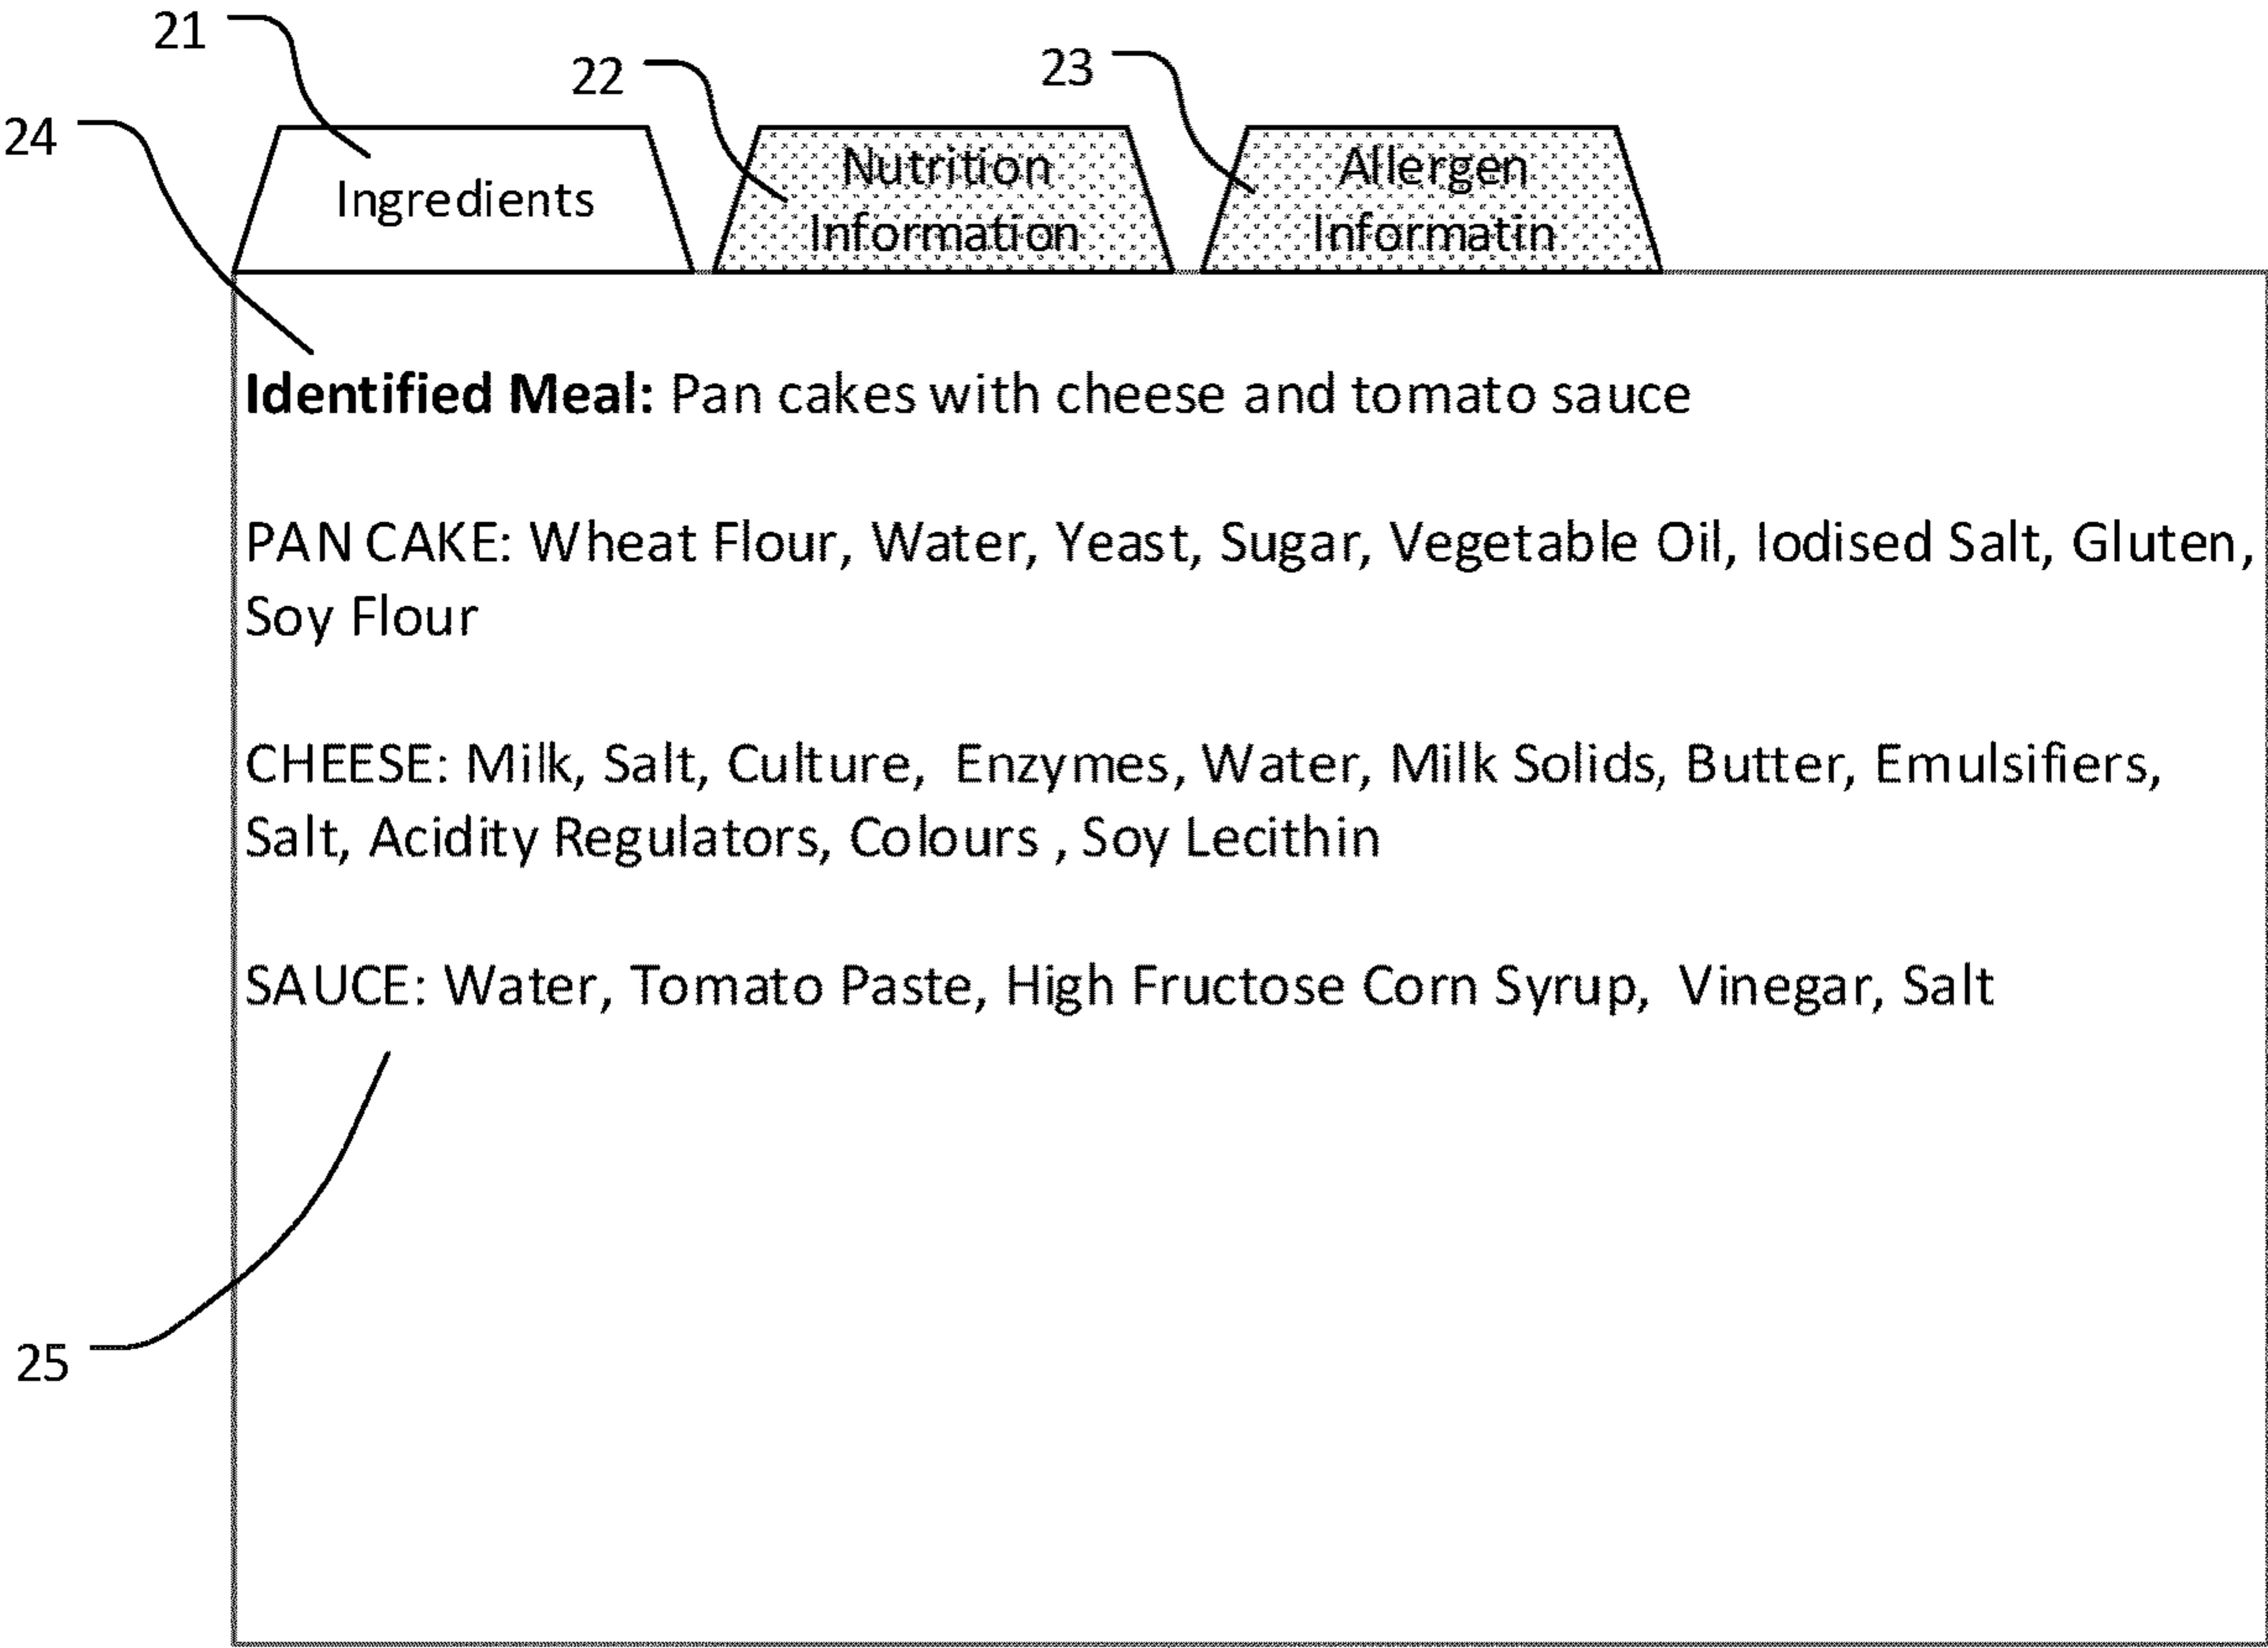 21
22
23
24
Ingredients
Nutrition
Information
Allergen
Informatin
Identified Meal: Pan cakes with cheese and tomato sauce
PAN CAKE: Wheat Flour, Water, Yeast, Sugar, Vegetable Oil, Iodised Salt, Gluten,
Soy Flour
CHEESE: Milk, Salt, Culture,  Enzymes, Water, Milk Solids, Butter, Emulsifiers,
Salt, Acidity Regulators, Colours , Soy Lecithin
SAUCE: Water, Tomato Paste, High Fructose Corn Syrup,  Vinegar, Salt
25